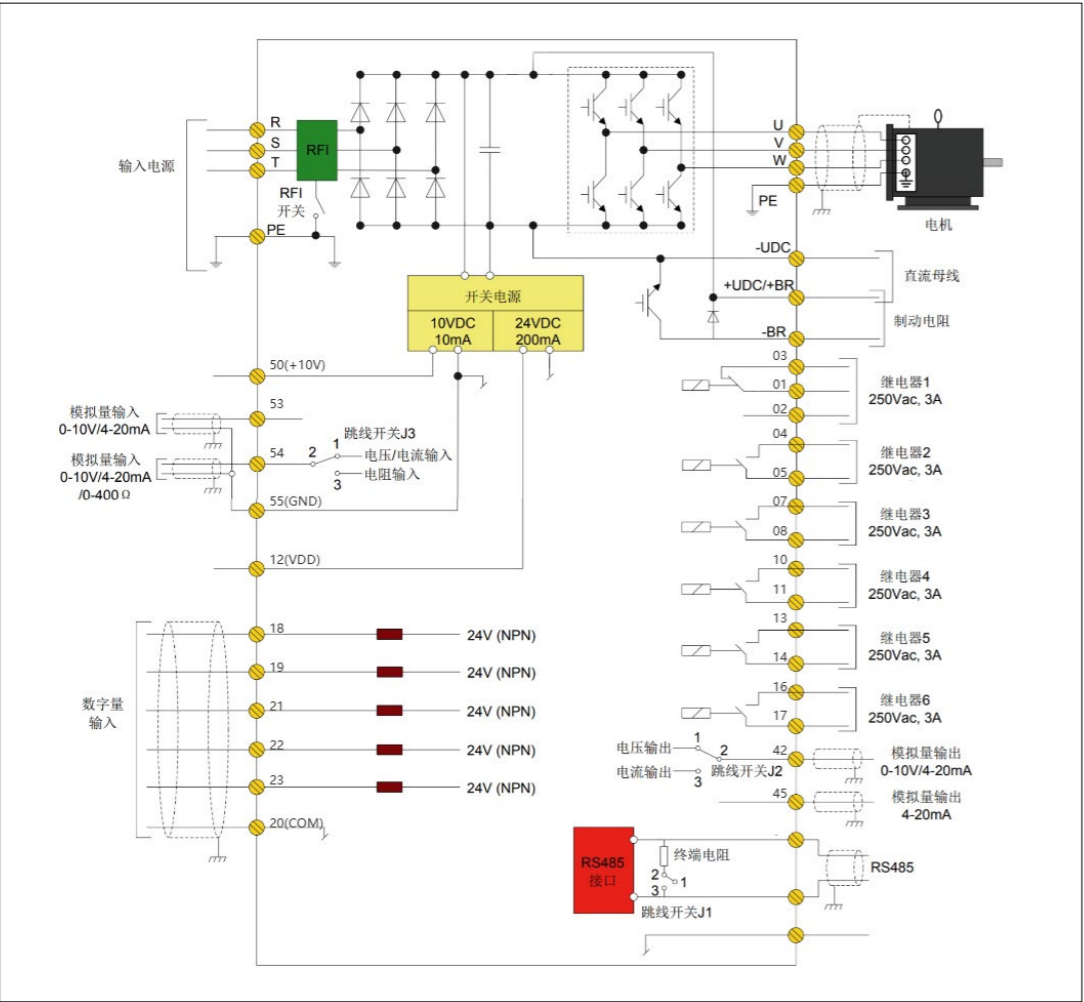 R
S
T
输入电源
RFI
RFI
开关
PE
U
V
W
PE
电机
-UDC
直流母线
+UDC/+BR
制动电阻
-BR
开关电源
10VDC
10mA
24VDC
200mA
50(+10V)
53
模拟量输入
0-10V/4-20mA
54
模拟量输入
0-10V/4-20mA
/0-400Ω
跳线开关J3
1
2
电压/电流输入
3
电阻输入
55(GND)
12(VDD)
数字量
输入
18
24V (NPN)
19
24V (NPN)
21
24V (NPN)
22
24V (NPN)
23
24V (NPN)
20(COM)
03
01
02
继电器1
250Vac, 3A
04
05
继电器2
250Vac, 3A
07
08
继电器3
250Vac, 3A
10
11
继电器4
250Vac, 3A
13
14
继电器5
250Vac, 3A
16
17
继电器6
250Vac, 3A
电压输出
1
2
电流输出
3
跳线开关J2
42
模拟量输出
0-10V/4-20mA
45
模拟量输出
4-20mA
RS485
接口
终端电阻
2
1
3
跳线开关J1
RS485